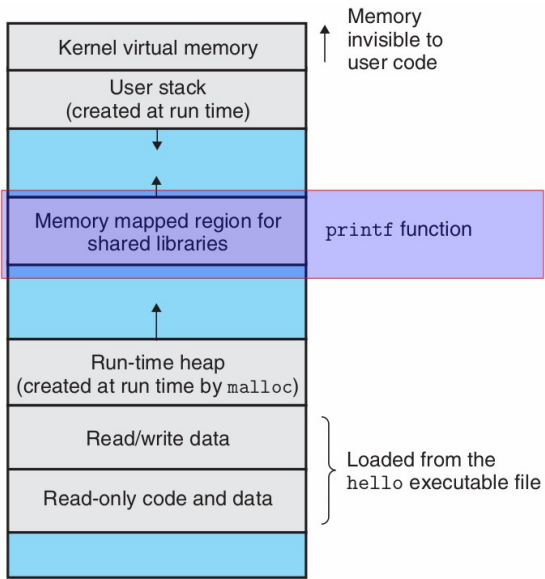 Kernel virtual memory
Memory
invisible to
user code
User stack
(created at run time)
Memory mapped region for
shared libraries
printf function
Run-time heap
(created at run time by malloc)
Read/write data
Read-only code and data
Loaded from the
hello executable file